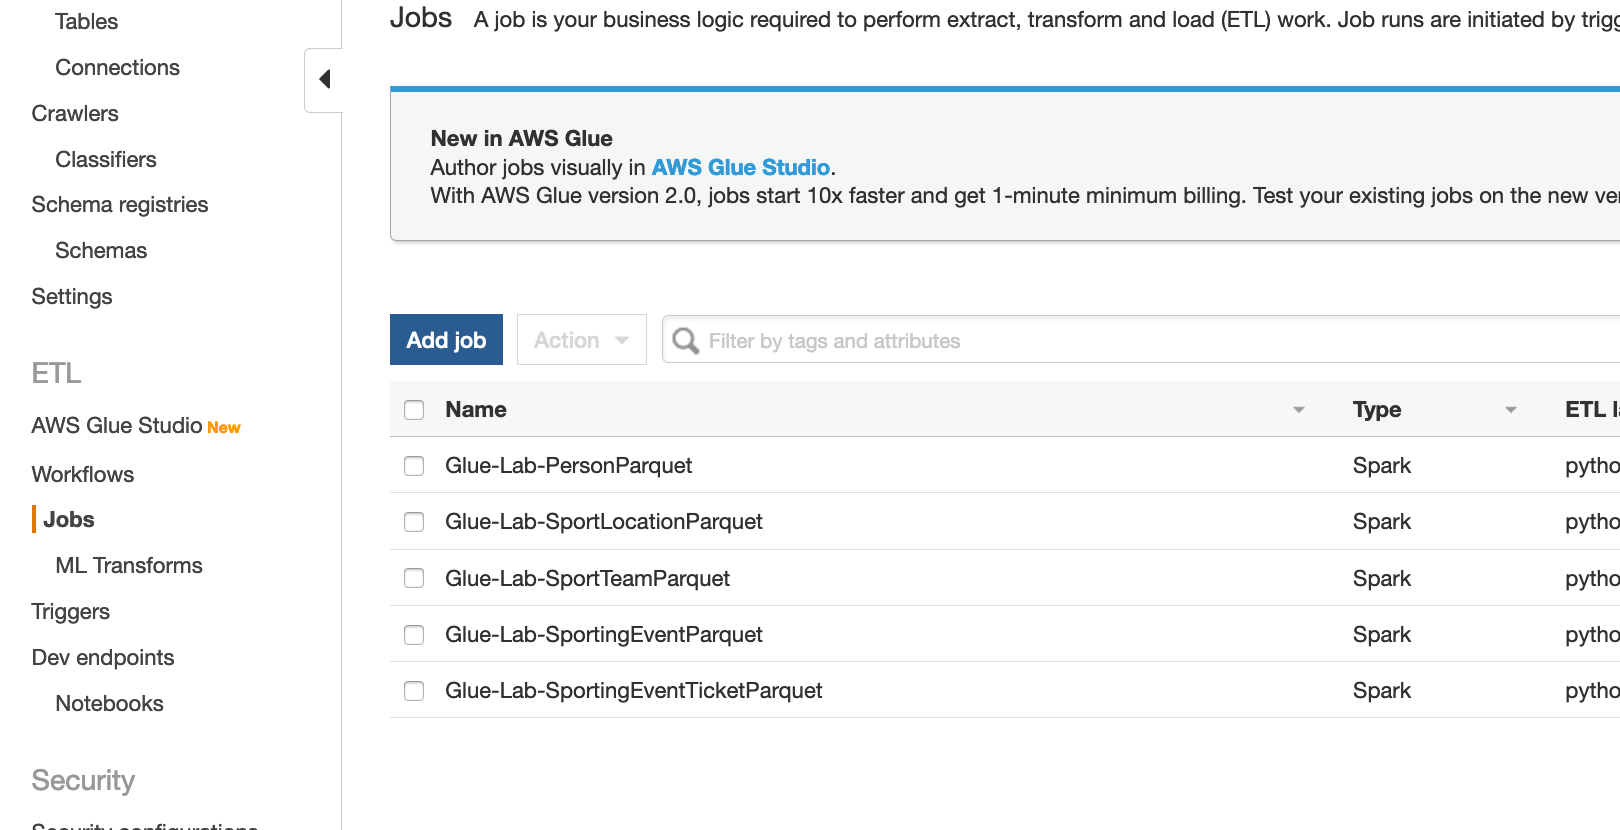 Tables
Connections
Crawlers
Classifiers
Schema registries
Schemas
Settings
ETL
AWS Glue Studio New
Workflows
Jobs
ML Transforms
Triggers
Dev endpoints
Notebooks
Security
Security configurations
Jobs A job is your business logic required to perform extract, transform and load (ETL) work. Job runs are initiated by trigg
New in AWS Glue
Author jobs visually in AWS Glue Studio.
With AWS Glue version 2.0, jobs start 10x faster and get 1-minute minimum billing. Test your existing jobs on the new ver
Add job Action Filter by tags and attributes
Name Type ETL la
Glue-Lab-PersonParquet Spark pytho
Glue-Lab-SportLocationParquet Spark pytho
Glue-Lab-SportTeamParquet Spark pytho
Glue-Lab-SportingEventParquet Spark pytho
Glue-Lab-SportingEventTicketParquet Spark pytho